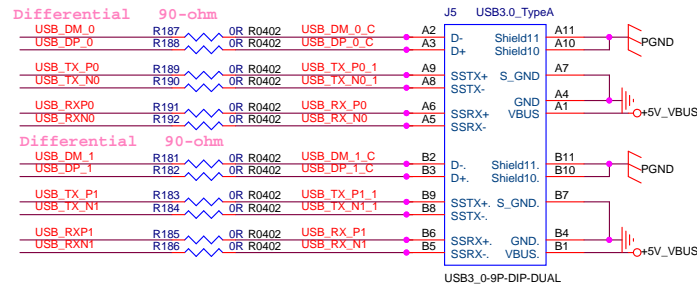 Differential 90-ohm J5 USB3.0_TypeA
USB_DM_0 R187 0R R0402 USB_DM_0_C A2 D- Shield11 A11
USB_DP_0 R188 0R R0402 USB_DP_0_C A3 D+ Shield10 A10 PGND
USB_TX_P0 R189 0R R0402 USB_TX_P0_1 A9 SSTX+ S_GND A7
USB_TX_N0 R190 0R R0402 USB_TX_N0_1 A8 SSTX-
GND A4
USB_RXP0 R191 0R R0402 USB_RX_P0 A6 SSRX+ VBUS A1 +5V_VBUS
USB_RXN0 R192 0R R0402 USB_RX_N0 A5 SSRX-
Differential 90-ohm
USB_DM_1 R181 0R R0402 USB_DM_1_C B2 D-. Shield11. B11
USB_DP_1 R182 0R R0402 USB_DP_1_C B3 D+. Shield10. B10 PGND
USB_TX_P1 R183 0R R0402 USB_TX_P1_1 B9 SSTX+. S_GND. B7
USB_TX_N1 R184 0R R0402 USB_TX_N1_1 B8 SSTX-.
USB_RXP1 R185 0R R0402 USB_RX_P1 B6 SSRX+. GND. B4
USB_RXN1 R186 0R R0402 USB_RX_N1 B5 SSRX-. VBUS. B1 +5V_VBUS
USB3_0-9P-DIP-DUAL